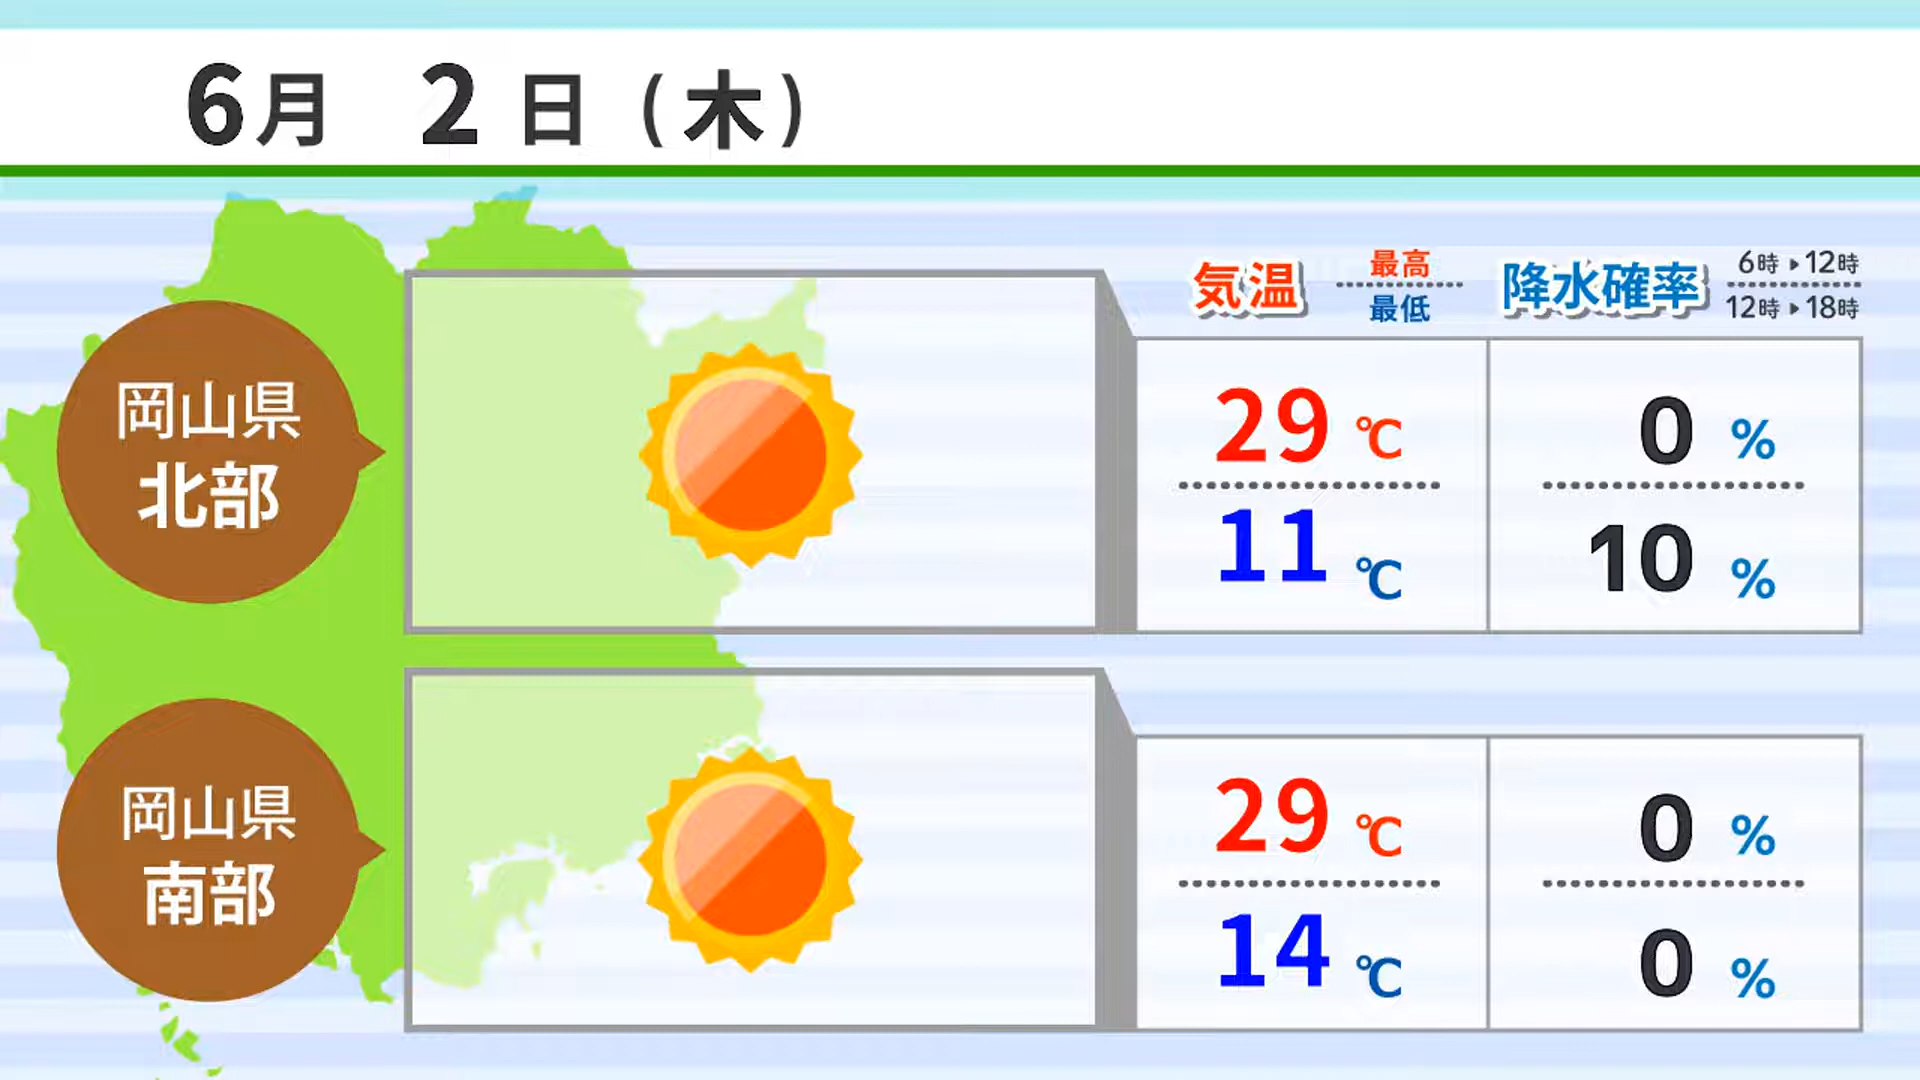 6月 2日（木）
気温 最高 最低
降水確率 6時▶12時 12時▶18時
岡山県
北部
29℃
11℃
0%
10%
岡山県
南部
29℃
14℃
0%
0%